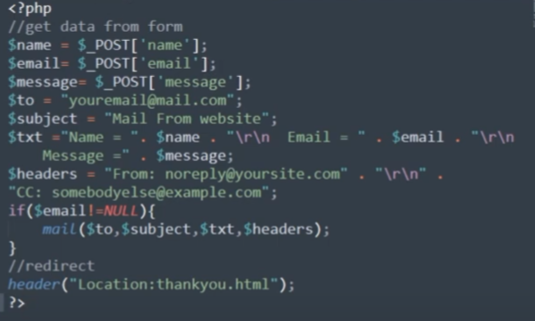 <?php
//get data from form
$name = $_POST['name'];
$email= $_POST['email'];
$message= $_POST['message'];
$to = "youremail@mail.com";
$subject = "Mail From website";
$txt ="Name = ". $name . "\r\n  Email = " . $email . "\r\n
    Message =" . $message;
$headers = "From: noreply@yoursite.com" . "\r\n" .
"CC: somebodyelse@example.com";
if($email!=NULL){
    mail($to,$subject,$txt,$headers);
}
//redirect
header("Location:thankyou.html");
?>